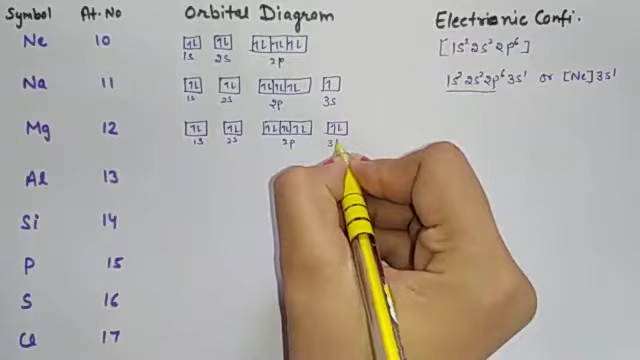 Symbol At. No Orbital Diagram Electrionic Confi.
Ne 10 1s 2s 2p [1s² 2s² 2p⁶]
Na 11 1s 2s 2p 3s 1s² 2s² 2p⁶ 3s¹ or [Ne] 3s¹
Mg 12 1s 2s 2p
Al 13
Si 14
P 15
S 16
Cl 17